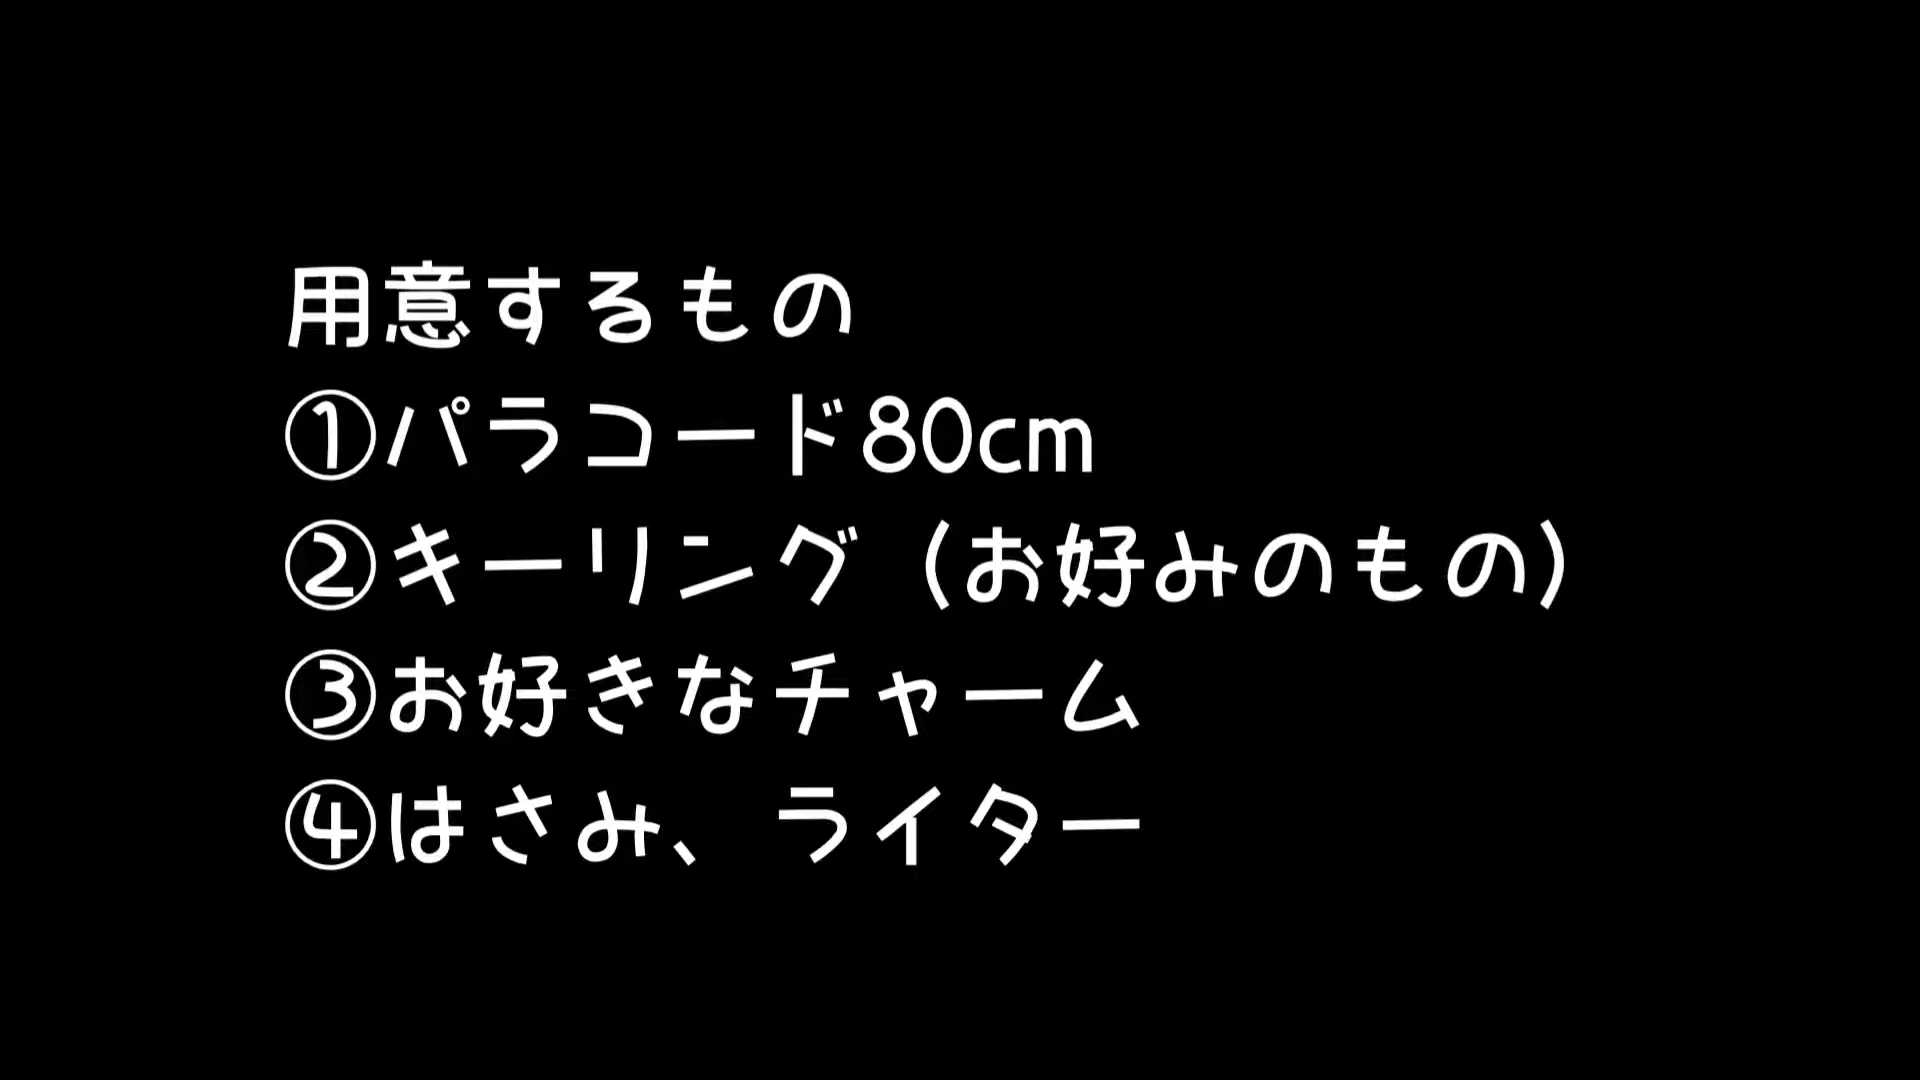 用意するもの
①パラコード80cm
②キーリング（お好みのもの）
③お好きなチャーム
④はさみ、ライター